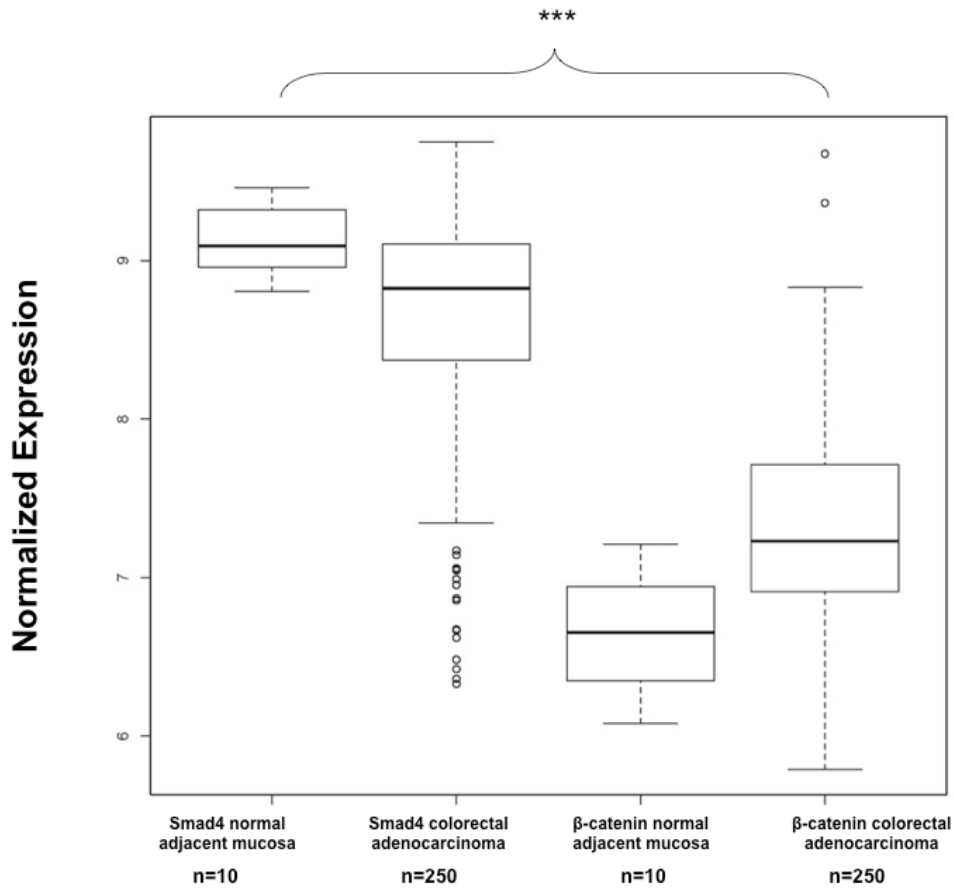 ***
Normalized Expression
9
8
7
6
Smad4 normal
adjacent mucosa
n=10
Smad4 colorectal
adenocarcinoma
n=250
β-catenin normal
adjacent mucosa
n=10
β-catenin colorectal
adenocarcinoma
n=250